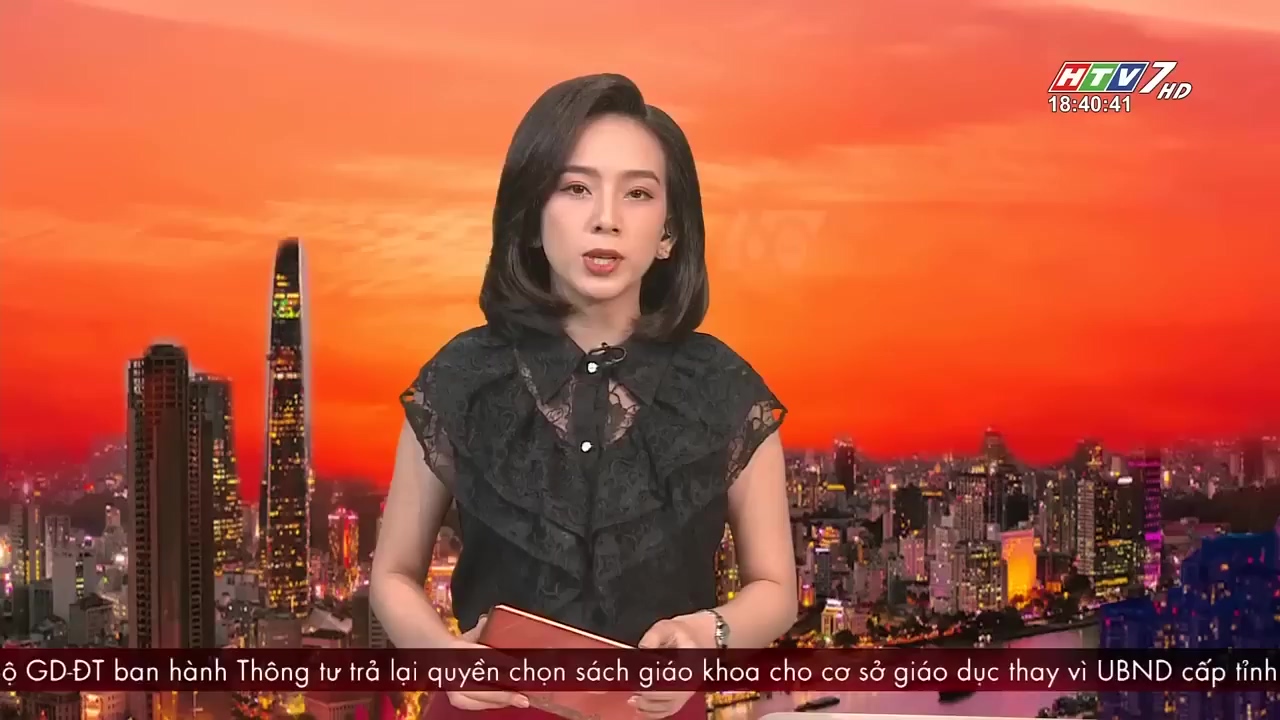 HTV7 HD
18:40:41
ộ GD-ĐT ban hành Thông tư trả lại quyền chọn sách giáo khoa cho cơ sở giáo dục thay vì UBND cấp tỉnh